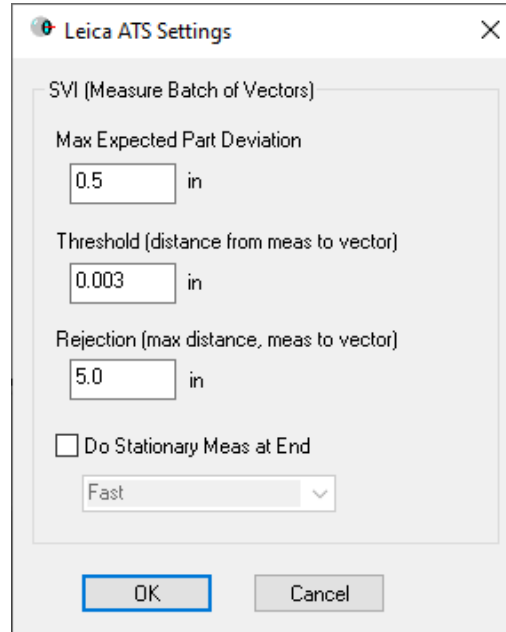 Leica ATS Settings
SVI (Measure Batch of Vectors)
Max Expected Part Deviation
0.5 in
Threshold (distance from meas to vector)
0.003 in
Rejection (max distance, meas to vector)
5.0 in
Do Stationary Meas at End
Fast
OK Cancel